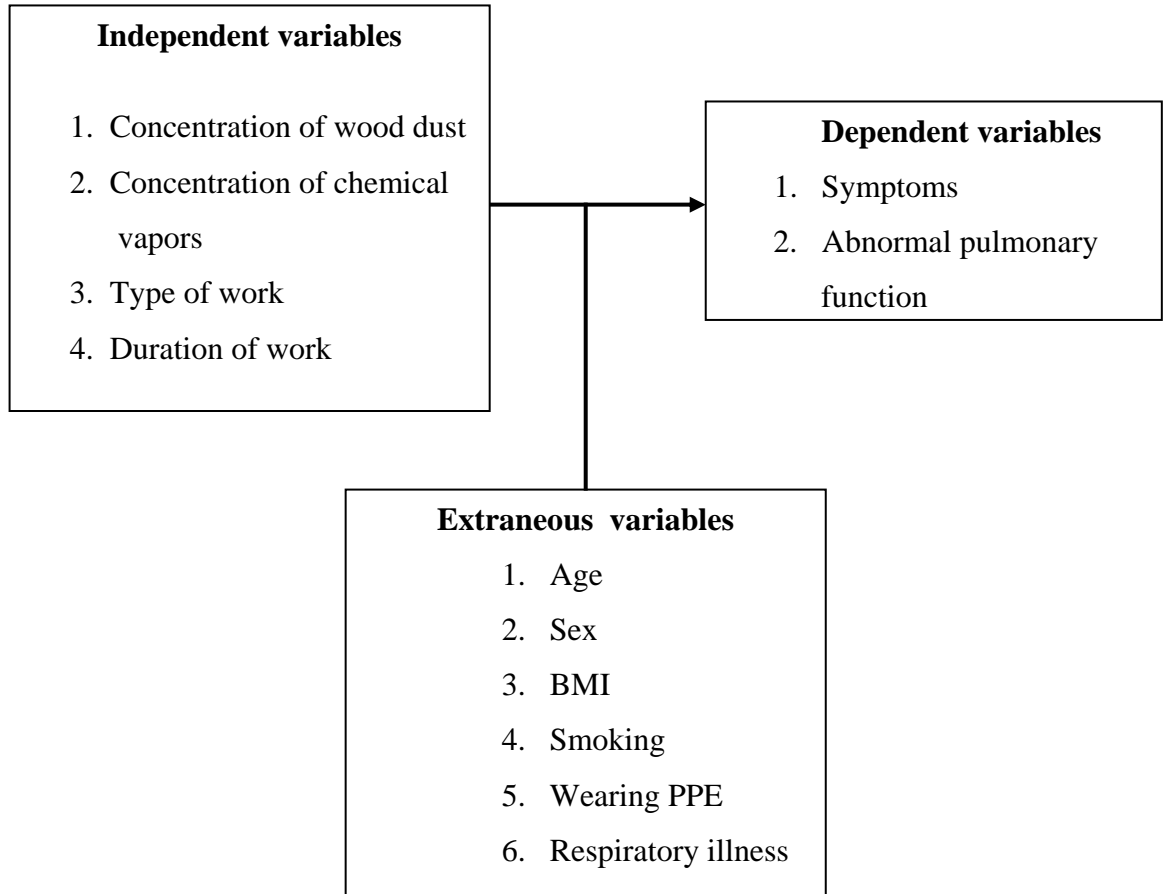 Independent variables
1. Concentration of wood dust
2. Concentration of chemical
vapors
3. Type of work
4. Duration of work
Dependent variables
1. Symptoms
2. Abnormal pulmonary
function
Extraneous variables
1. Age
2. Sex
3. BMI
4. Smoking
5. Wearing PPE
6. Respiratory illness